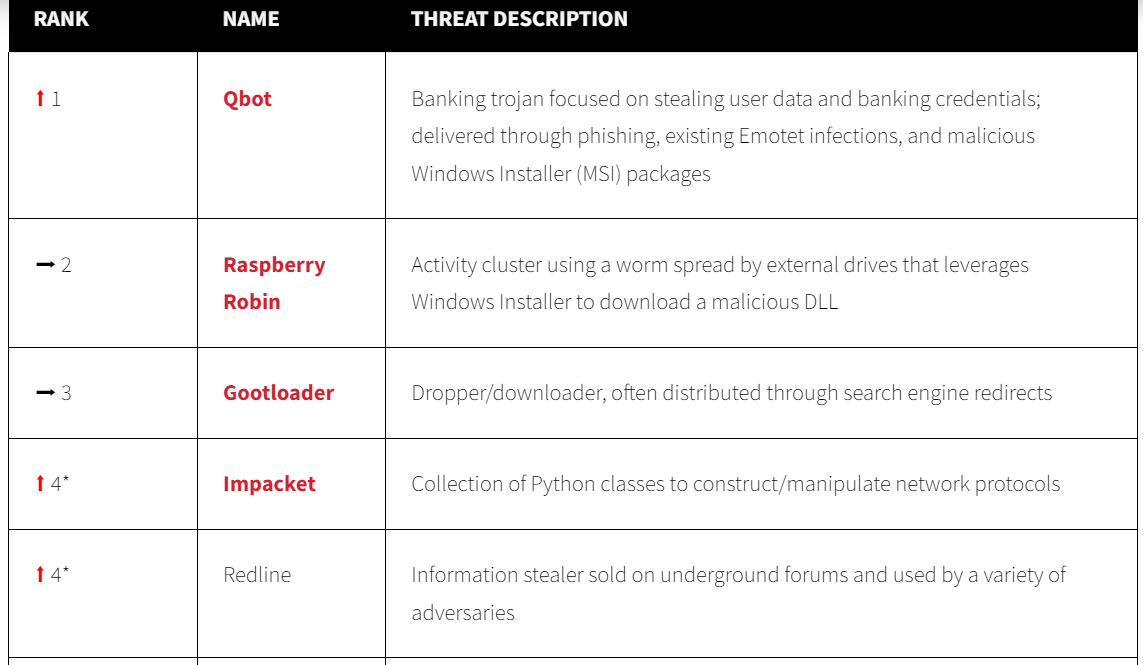 RANK NAME THREAT DESCRIPTION
1 Qbot Banking trojan focused on stealing user data and banking credentials;
delivered through phishing, existing Emotet infections, and malicious
Windows Installer (MSI) packages
2 Raspberry Activity cluster using a worm spread by external drives that leverages
Robin Windows Installer to download a malicious DLL
3 Gootloader Dropper/downloader, often distributed through search engine redirects
4* Impacket Collection of Python classes to construct/manipulate network protocols
4* Redline Information stealer sold on underground forums and used by a variety of
adversaries